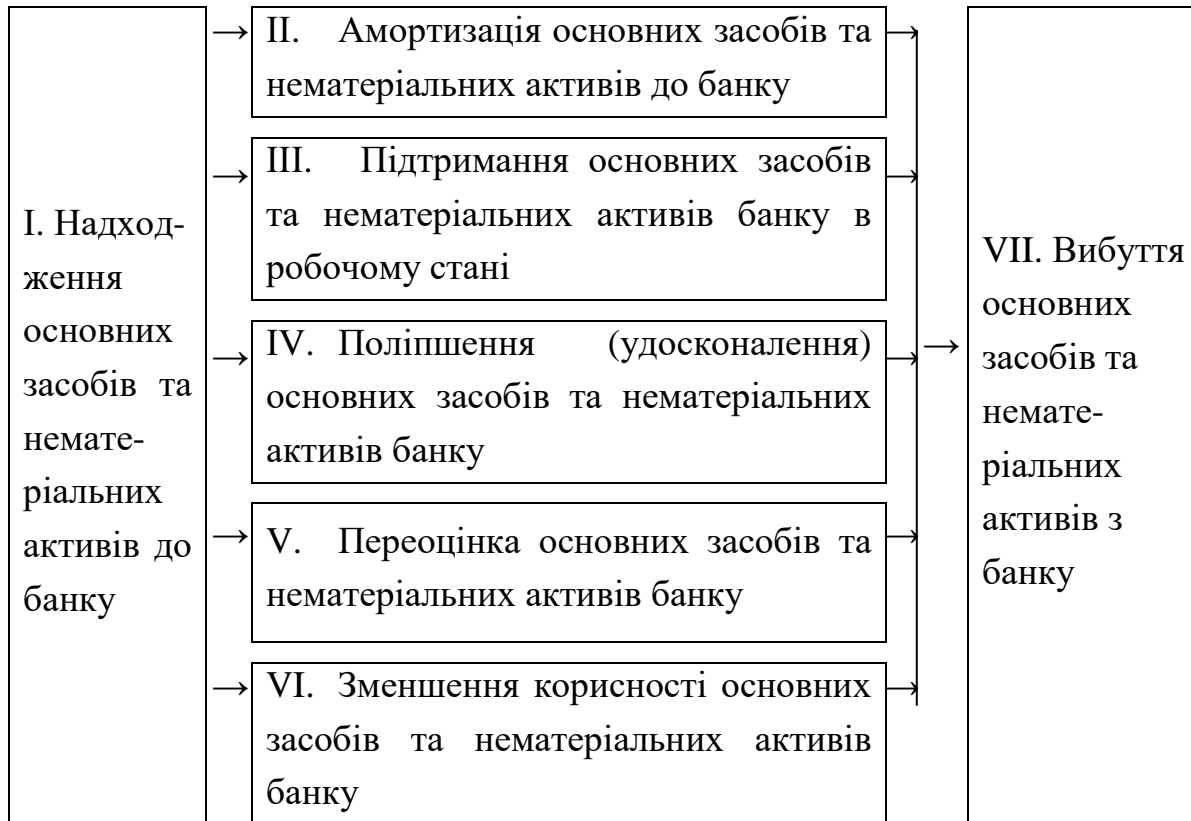 I. Надход-
ження
основних
засобів та
немате-
ріальних
активів до
банку
→ II. Амортизація основних засобів та →
нематеріальних активів до банку
→ III. Підтримання основних засобів →
та нематеріальних активів банку в
робочому стані
→ IV. Поліпшення (удосконалення) →
основних засобів та нематеріальних
активів банку
→ V. Переоцінка основних засобів та →
нематеріальних активів банку
→ VI. Зменшення корисності основних →
засобів та нематеріальних активів
банку
→
VII. Вибуття
основних
засобів та
немате-
ріальних
активів з
банку